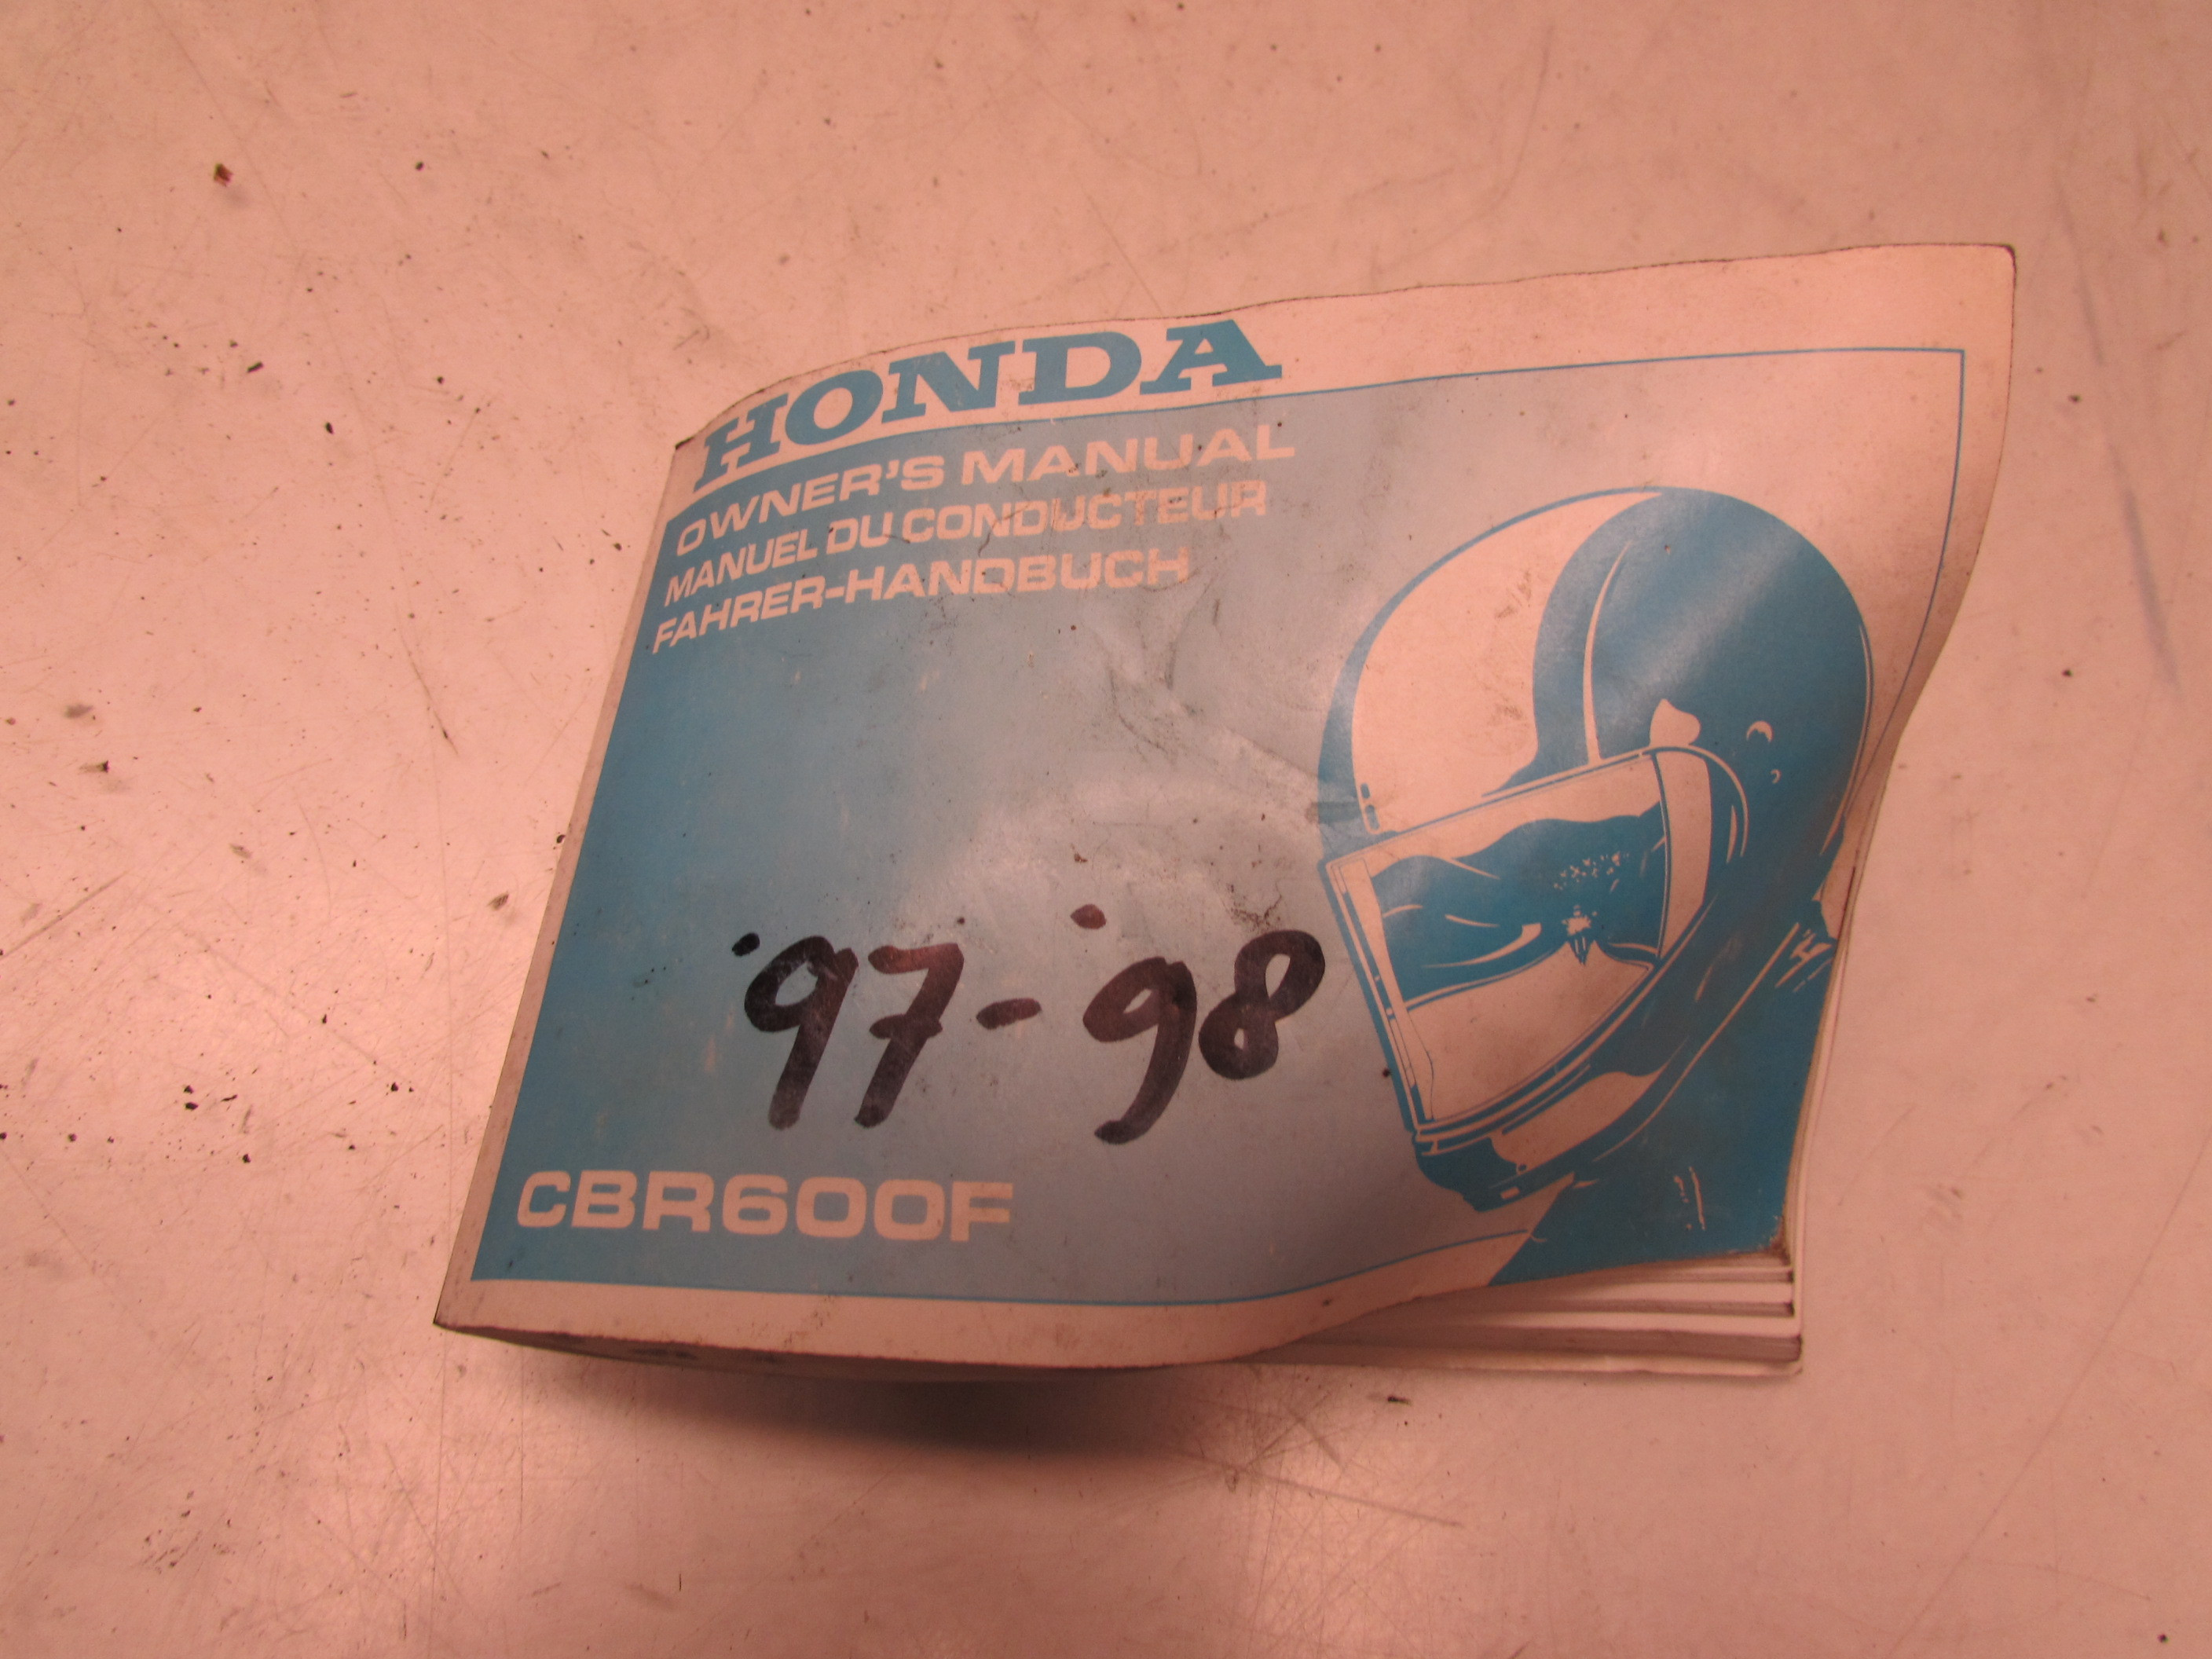 HONDA
OWNER'S MANUAL
MANUEL DU CONDUCTEUR
FAHRER-HANDBUCH
'97-'98
CBR600F